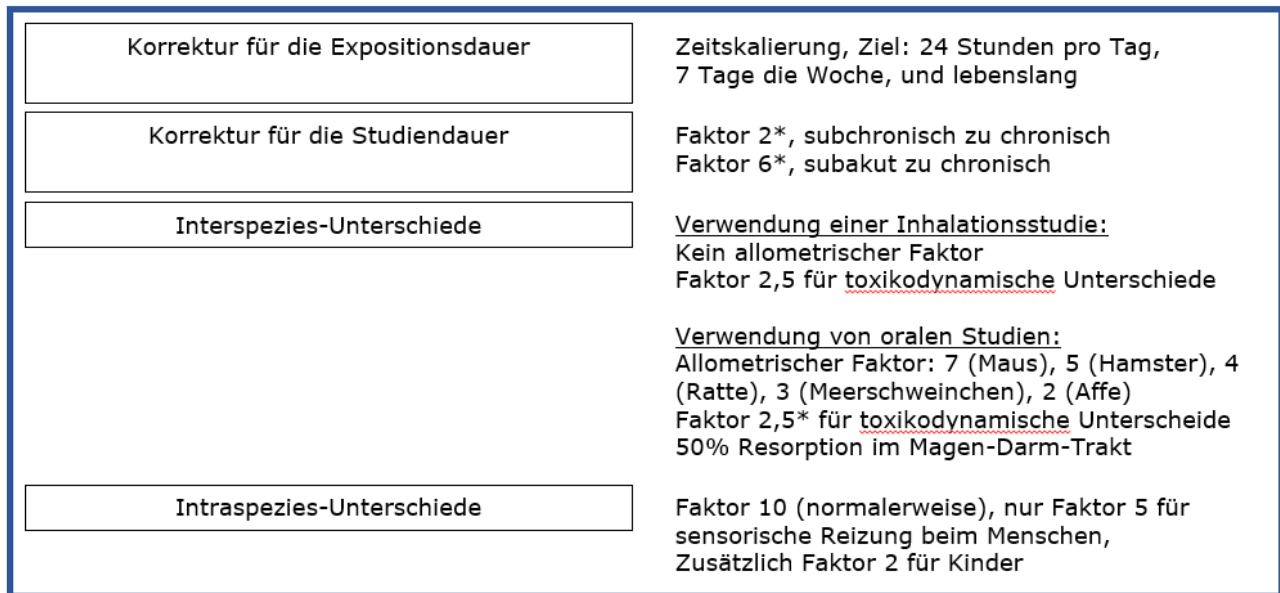 Korrektur für die Expositionsdauer
Zeitskalierung, Ziel: 24 Stunden pro Tag,
7 Tage die Woche, und lebenslang
Korrektur für die Studiendauer
Faktor 2*, subchronisch zu chronisch
Faktor 6*, subakut zu chronisch
Interspezies-Unterschiede
Verwendung einer Inhalationsstudie:
Kein allometrischer Faktor
Faktor 2,5 für toxikodynamische Unterschiede
Verwendung von oralen Studien:
Allometrischer Faktor: 7 (Maus), 5 (Hamster), 4
(Ratte), 3 (Meerschweinchen), 2 (Affe)
Faktor 2,5* für toxikodynamische Unterscheide
50% Resorption im Magen-Darm-Trakt
Intraspezies-Unterschiede
Faktor 10 (normalerweise), nur Faktor 5 für
sensorische Reizung beim Menschen,
Zusätzlich Faktor 2 für Kinder